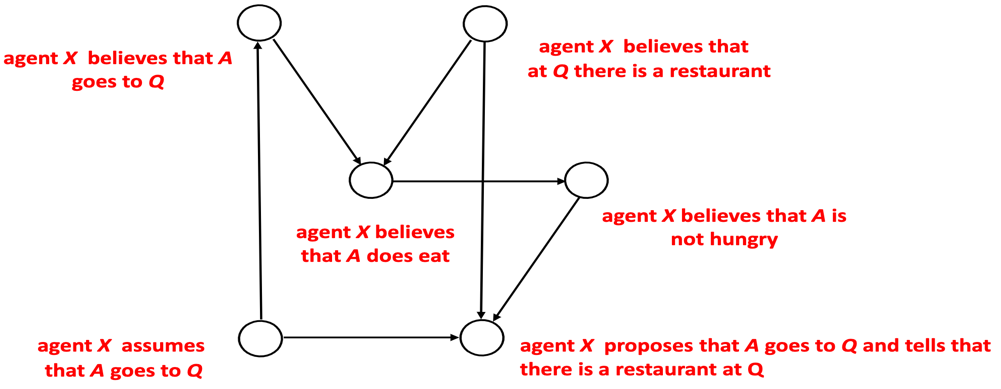 agent X believes that A
goes to Q
agent X believes that
at Q there is a restaurant
agent X believes
that A does eat
agent X believes that A is
not hungry
agent X assumes
that A goes to Q
agent X proposes that A goes to Q and tells that
there is a restaurant at Q